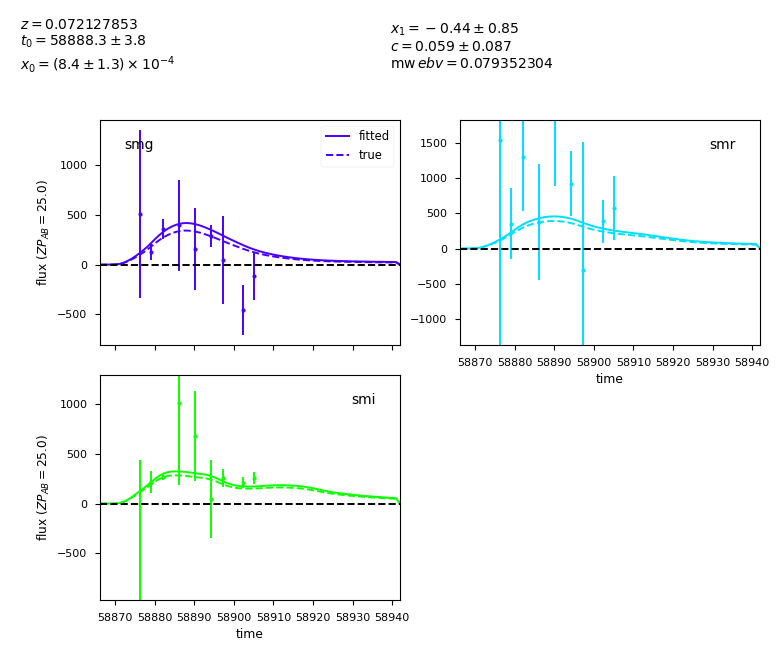 z = 0.072127853
t₀ = 58888.3 ± 3.8
x₀ = (8.4 ± 1.3) × 10⁻⁴
x₁ = −0.44 ± 0.85
c = 0.059 ± 0.087
mwebv = 0.079352304
smg
fitted
true
1000
500
0
−500
flux (ZP_AB = 25.0)
smr
1500
1000
500
0
−500
−1000
58870 58880 58890 58900 58910 58920 58930 58940
time
smi
1000
500
0
−500
flux (ZP_AB = 25.0)
58870 58880 58890 58900 58910 58920 58930 58940
time